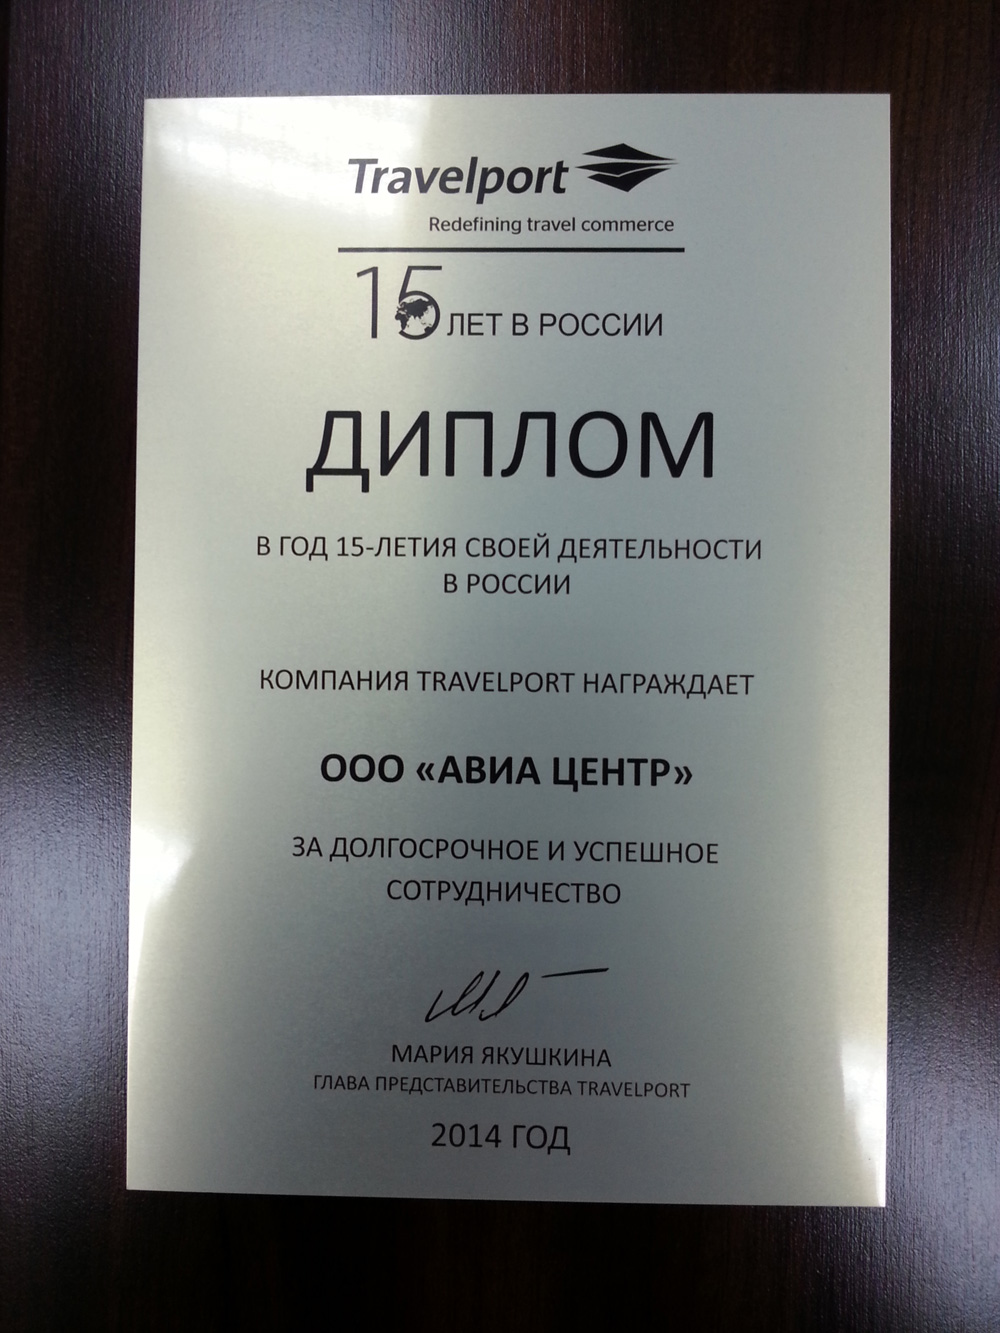 Travelport
Redefining travel commerce
15 ЛЕТ В РОССИИ
ДИПЛОМ
В ГОД 15-ЛЕТИЯ СВОЕЙ ДЕЯТЕЛЬНОСТИ
В РОССИИ
КОМПАНИЯ TRAVELPORT НАГРАЖДАЕТ
ООО «АВИА ЦЕНТР»
ЗА ДОЛГОСРОЧНОЕ И УСПЕШНОЕ
СОТРУДНИЧЕСТВО
МАРИЯ ЯКУШКИНА
ГЛАВА ПРЕДСТАВИТЕЛЬСТВА TRAVELPORT
2014 ГОД